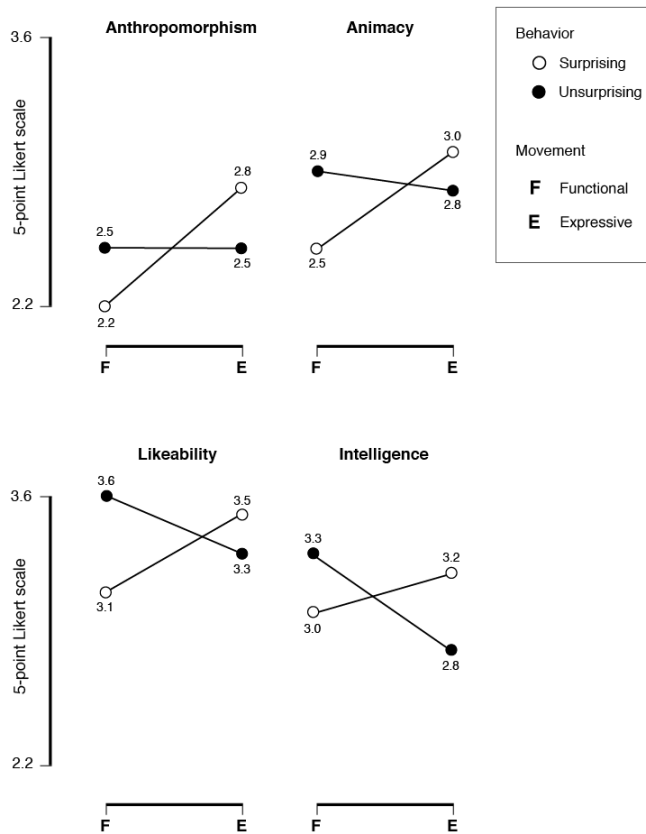 Anthropomorphism
Animacy
3.6
5-point Likert scale
2.2
2.5
2.2
2.8
2.5
F
E
2.9
2.5
3.0
2.8
F
E
Behavior
Surprising
Unsurprising
Movement
F Functional
E Expressive
Likeability
Intelligence
3.6
5-point Likert scale
2.2
3.6
3.1
3.5
3.3
F
E
3.3
3.0
3.2
2.8
F
E